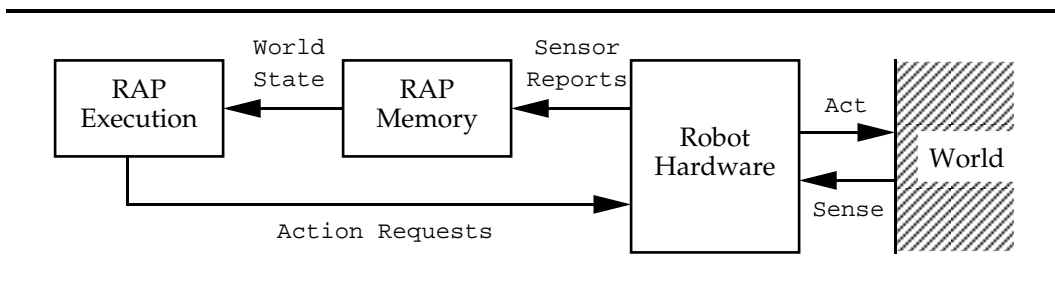 World
State
Sensor
Reports
RAP
Execution
RAP
Memory
Robot
Hardware
Act
World
Sense
Action Requests